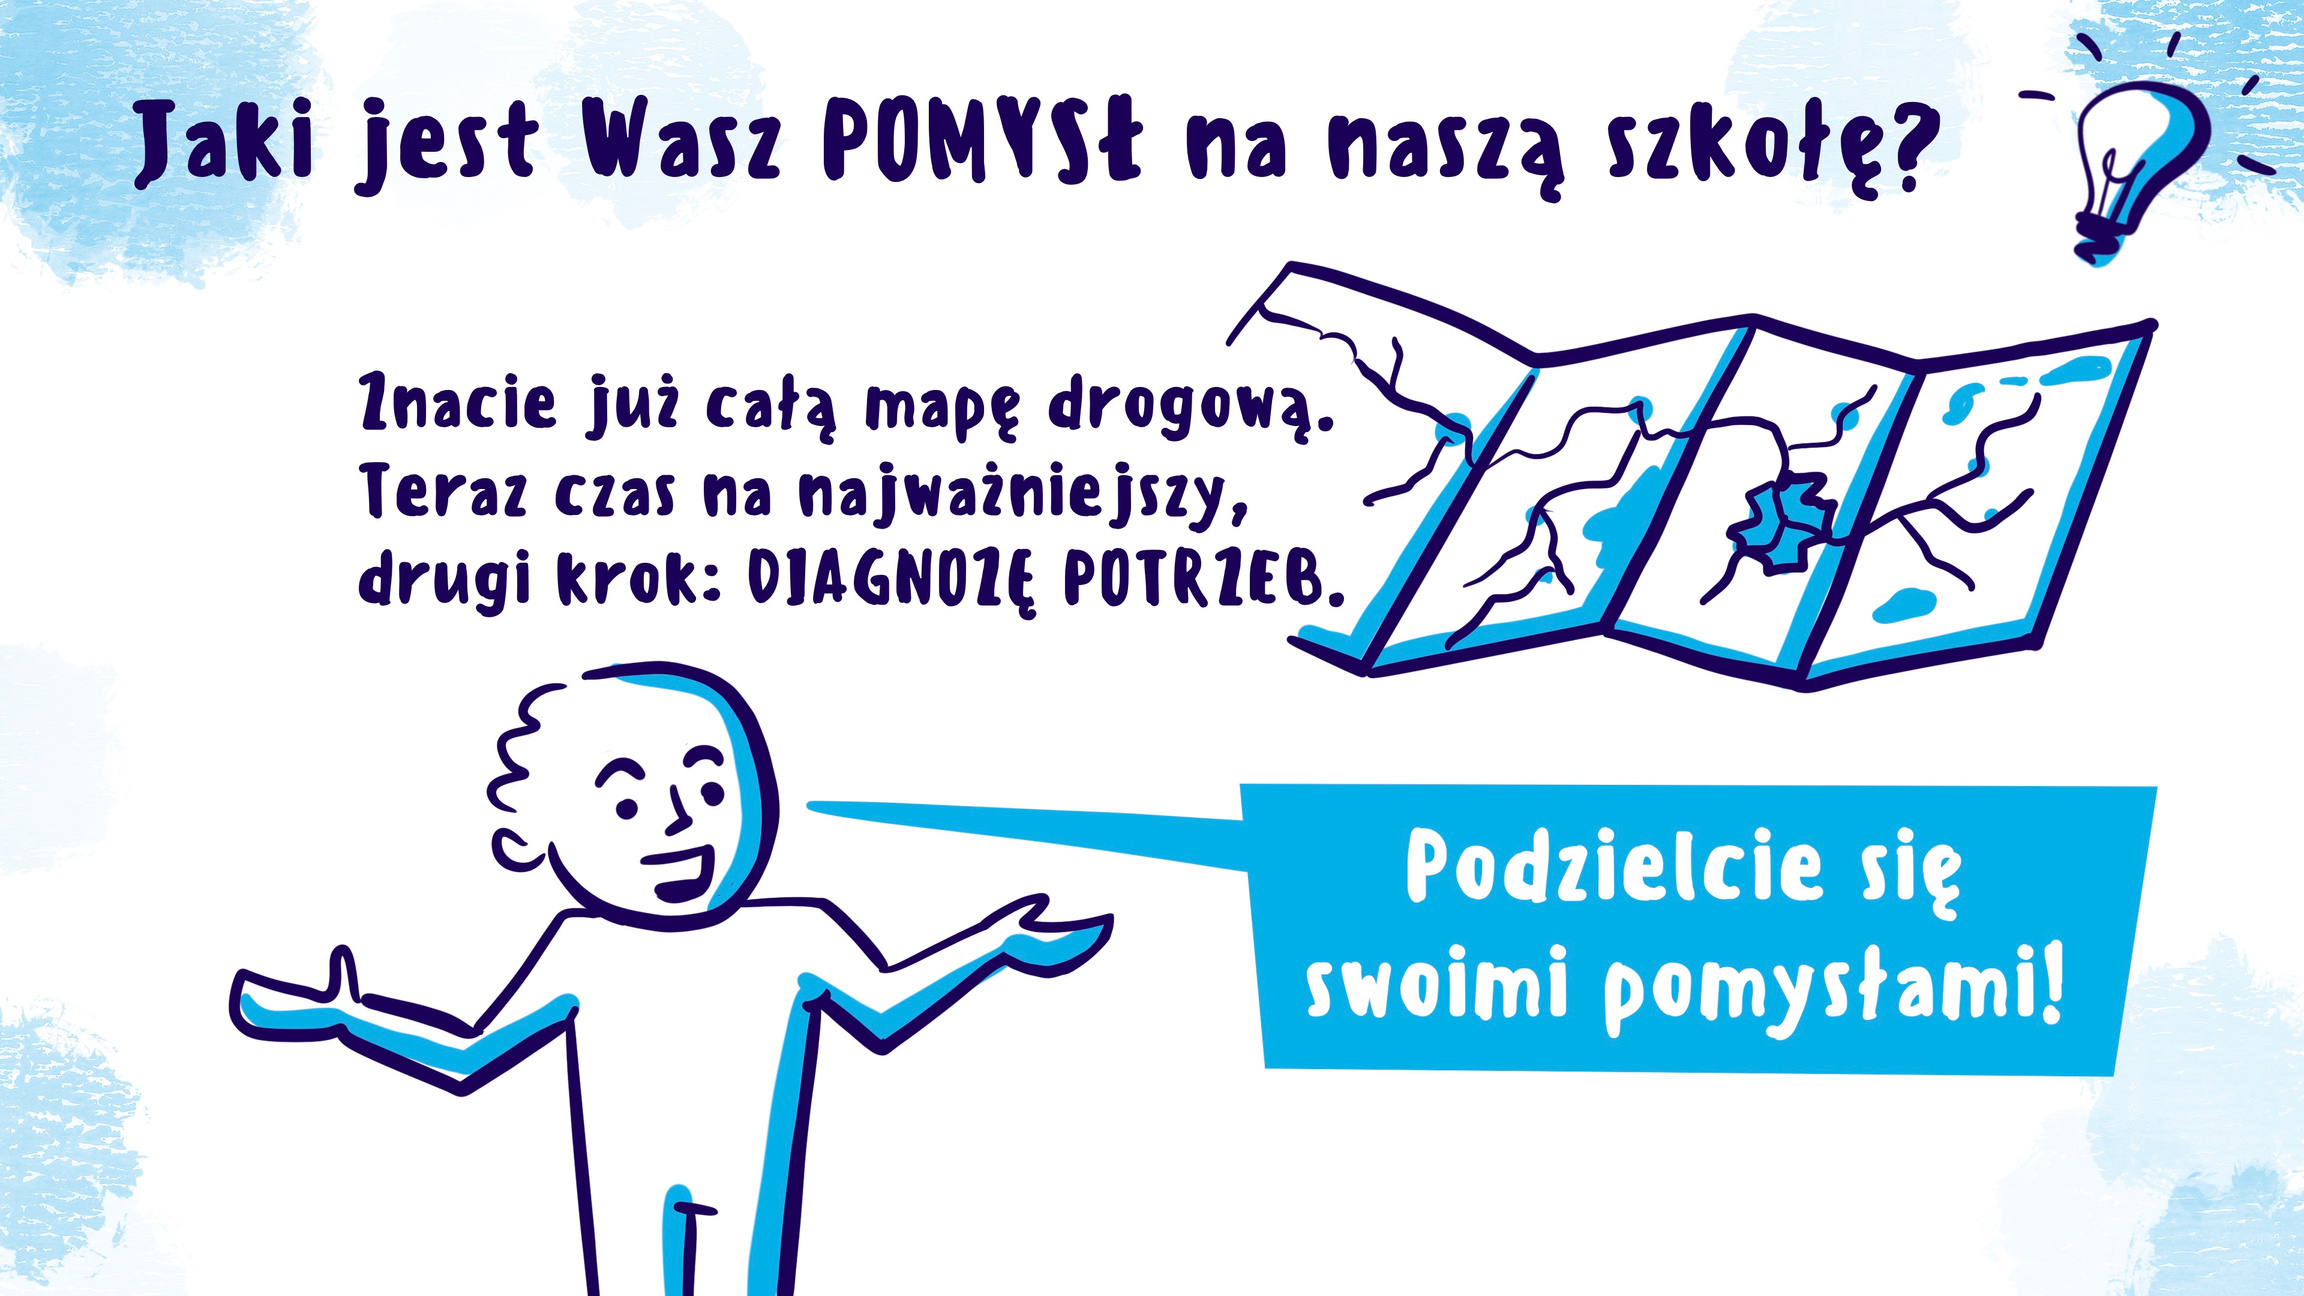 Jaki jest Wasz POMYSŁ na naszą szkołę?
Znacie już całą mapę drogową.
Teraz czas na najważniejszy,
drugi krok: DIAGNOZĘ POTRZEB.
Podzielcie się
swoimi pomysłami!